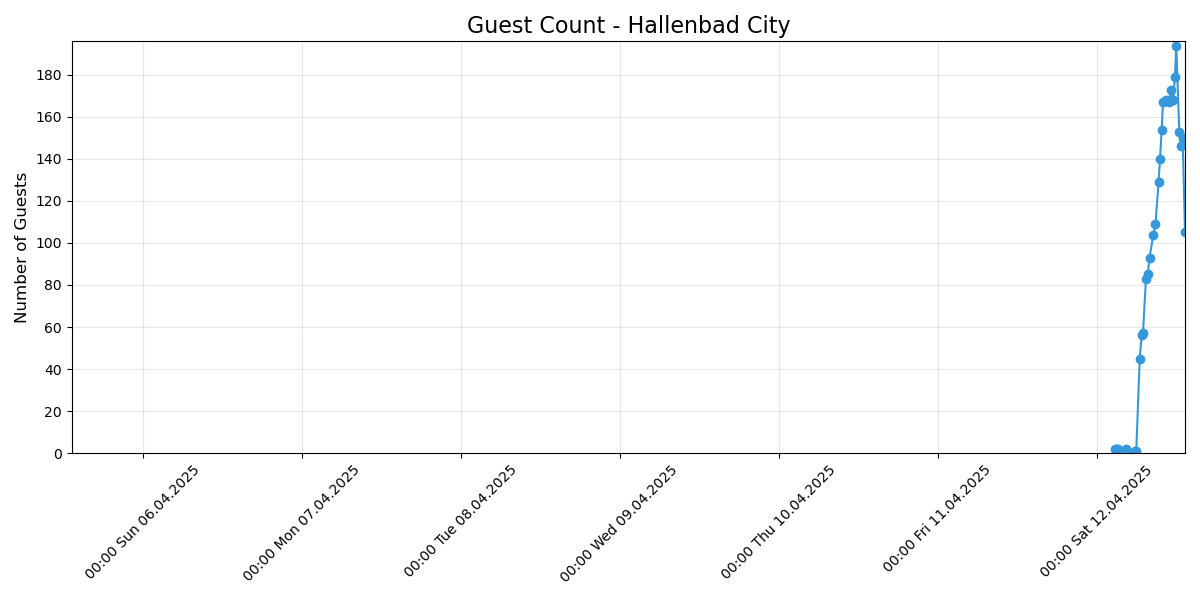 Guest Count - Hallenbad City
Number of Guests
180
160
140
120
100
80
60
40
20
0
00:00 Sun 06.04.2025
00:00 Mon 07.04.2025
00:00 Tue 08.04.2025
00:00 Wed 09.04.2025
00:00 Thu 10.04.2025
00:00 Fri 11.04.2025
00:00 Sat 12.04.2025